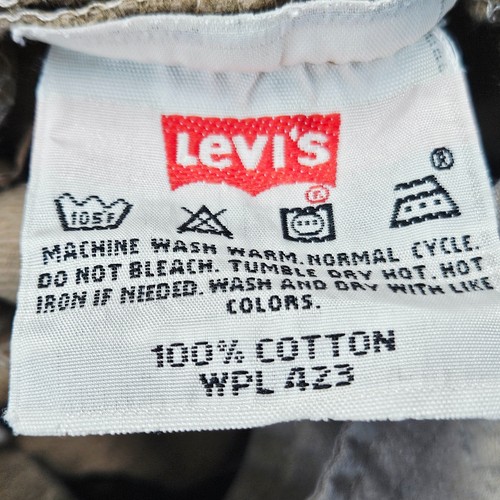 Levi's
®
®
105F
MACHINE WASH WARM. NORMAL CYCLE.
DO NOT BLEACH. TUMBLE DRY HOT. HOT
IRON IF NEEDED. WASH AND DRY WITH LIKE
COLORS.
100% COTTON
WPL 423